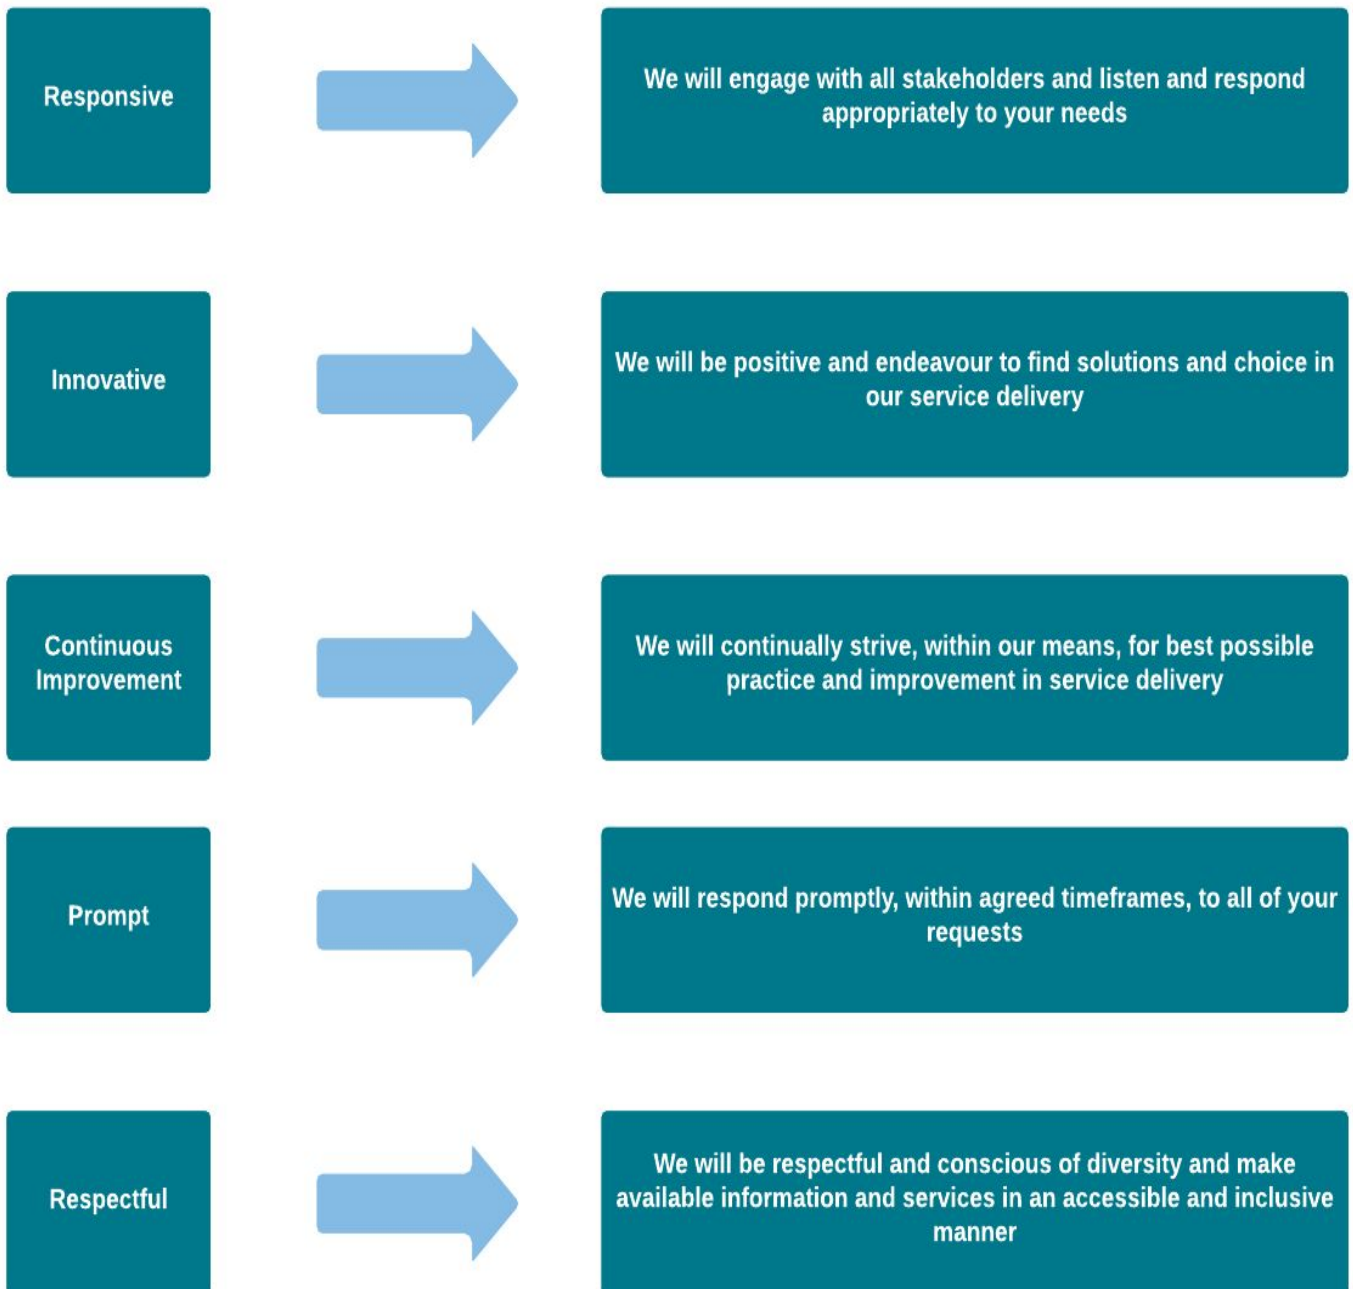 Responsive
We will engage with all stakeholders and listen and respond
appropriately to your needs
Innovative
We will be positive and endeavour to find solutions and choice in
our service delivery
Continuous
Improvement
We will continually strive, within our means, for best possible
practice and improvement in service delivery
Prompt
We will respond promptly, within agreed timeframes, to all of your
requests
Respectful
We will be respectful and conscious of diversity and make
available information and services in an accessible and inclusive
manner